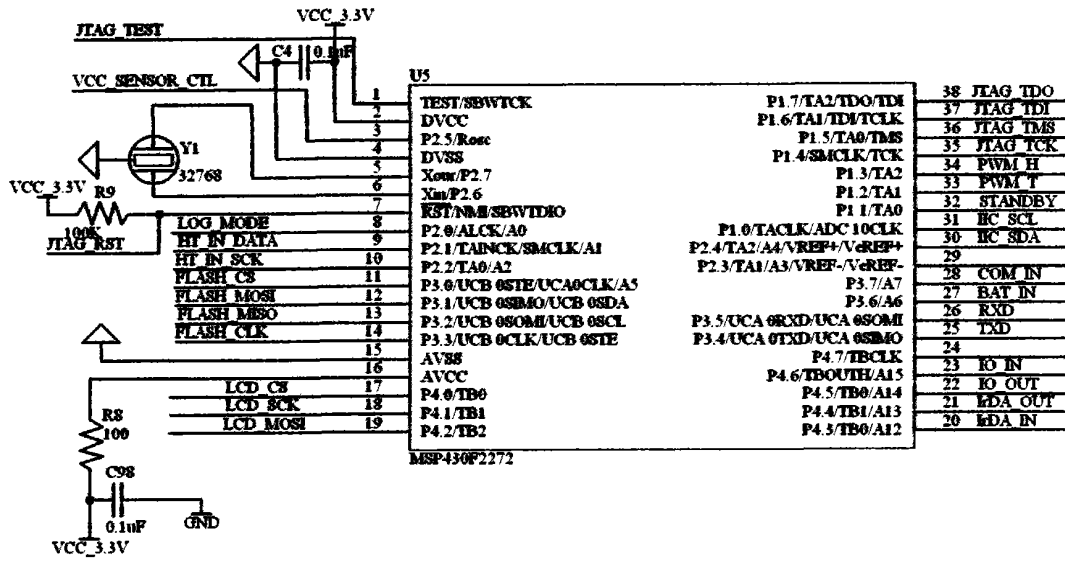 VCC_3.3V
JTAG_TEST
C4 0.1uF
VCC_SENSOR_CTL
U5
1 TEST/SBWTCK P1.7/TA2/TDO/TDI 38 JTAG_TDO
2 DVCC P1.6/TA1/TDI/TCLK 37 JTAG_TDI
3 P2.5/Rosc P1.5/TA0/TMS 36 JTAG_TMS
4 DVSS P1.4/SMCLK/TCK 35 JTAG_TCK
Y1
5 Xout/P2.7 P1.3/TA2 34 PWM_H
32768
6 Xin/P2.6 P1.2/TA1 33 PWM_T
VCC_3.3V R9
7 RST/NMI/SBWTDIO P1 1/TA0 32 STANDBY
100K
LOG_MODE 8 P2.0/ALCK/A0 P1.0/TACLK/ADC 10CLK 31 IIC_SCL
JTAG_RST
HT_IN_DATA 9 P2.1/TAINCK/SMCLK/A1 P2.4/TA2/A4/VREF+/VeREF+ 30 IIC_SDA
HT_IN_SCK 10 P2.2/TA0/A2 P2.3/TA1/A3/VREF-/VeREF- 29
FLASH_CS 11 P3.0/UCB 0STE/UCA0CLK/A5 P3.7/A7 28 COM_IN
FLASH_MOSI 12 P3.1/UCB 0SIMO/UCB 0SDA P3.6/A6 27 BAT_IN
FLASH_MISO 13 P3.2/UCB 0SOMI/UCB 0SCL P3.5/UCA 0RXD/UCA 0SOMI 26 RXD
FLASH_CLK 14 P3.3/UCB 0CLK/UCB 0STE P3.4/UCA 0TXD/UCA 0SIMO 25 TXD
15 AVSS P4.7/TBCLK 24
16 AVCC P4.6/TBOUTH/A15 23 IO_IN
LCD_CS 17 P4.0/TB0 P4.5/TB0/A14 22 IO_OUT
LCD_SCK 18 P4.1/TB1 P4.4/TB1/A13 21 IrDA_OUT
LCD_MOSI 19 P4.2/TB2 P4.3/TB0/A12 20 IrDA_IN
R8
100
MSP430F2272
C98
0.1uF
GND
VCC_3.3V